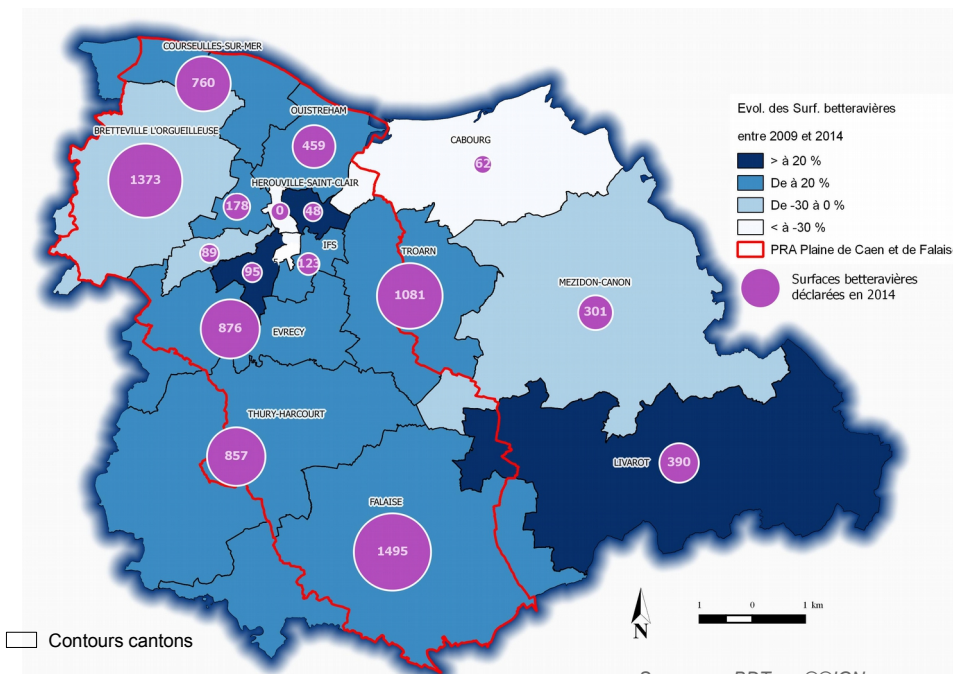 COURSEULLES-SUR-MER
760
OUISTREHAM
BRETTEVILLE L'ORGUEILLEUSE
459
CABOURG
62
1373
HEROUVILLE-SAINT-CLAIR
178
0
48
IFS
89
123
95
TROARN
1081
MEZIDON-CANON
301
876
EVRECY
THURY-HARCOURT
857
LIVAROT
390
FALAISE
1495
Evol. des Surf. betteravières
entre 2009 et 2014
> à 20 %
De à 20 %
De -30 à 0 %
< à -30 %
PRA Plaine de Caen et de Falais
Surfaces betteravières
déclarées en 2014
N
1 0 1 km
Contours cantons